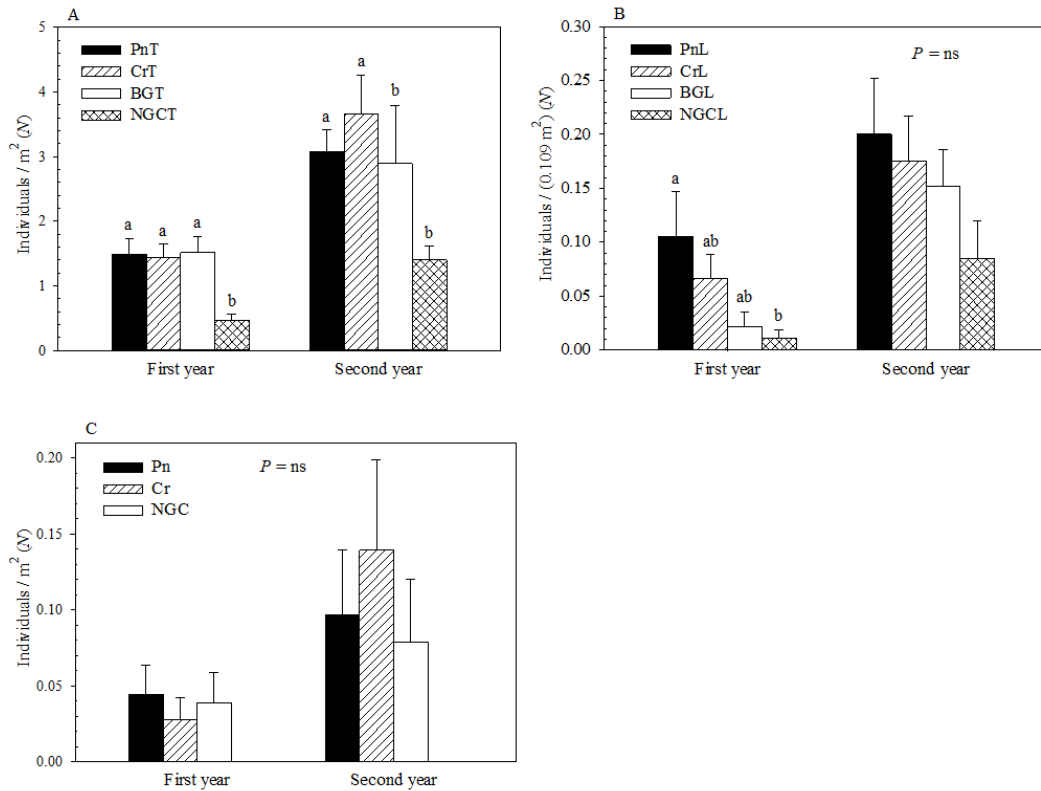 A
Individuals / m² (N)
5
4
3
2
1
0
PnT
CrT
BGT
NGCT
a a a b
a a b b
First year Second year
B
Individuals / (0.109 m²) (N)
0.30
0.25
0.20
0.15
0.10
0.05
0.00
PnL
CrL
BGL
NGCL
P = ns
a ab ab b
First year Second year
C
Individuals / m² (N)
0.20
0.15
0.10
0.05
0.00
Pn
Cr
NGC
P = ns
First year Second year